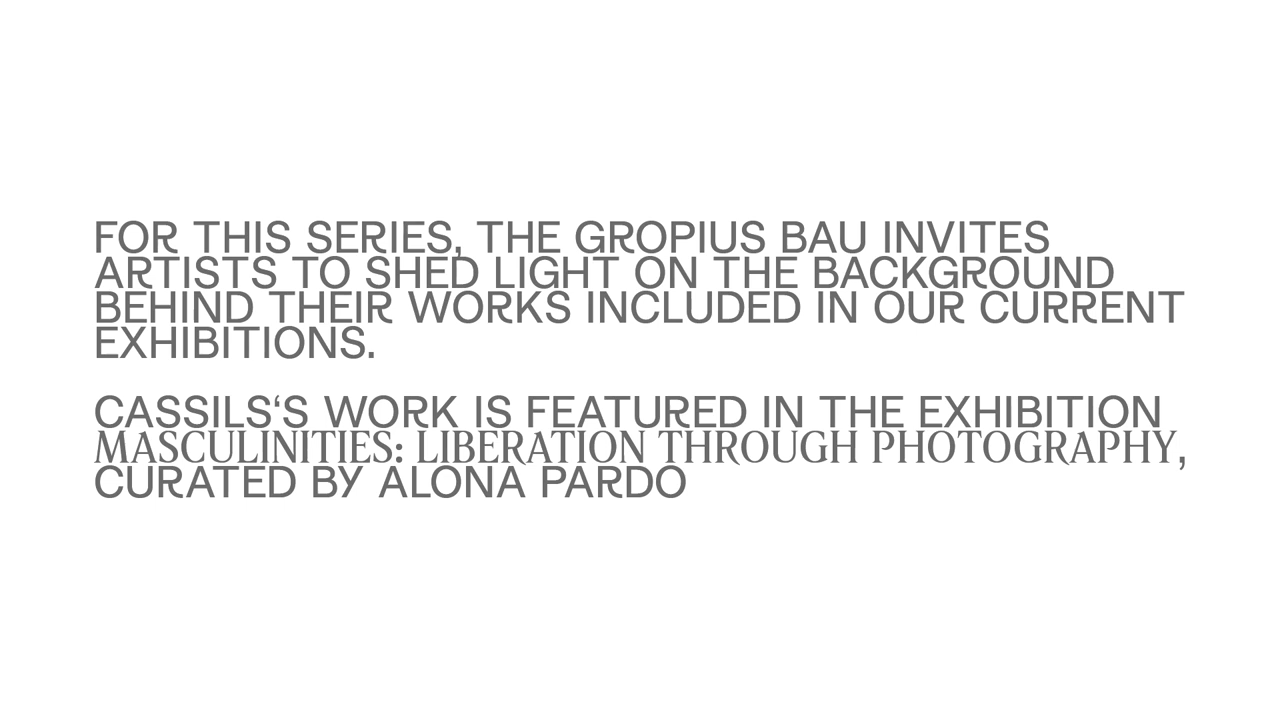 FOR THIS SERIES, THE GROPIUS BAU INVITES
ARTISTS TO SHED LIGHT ON THE BACKGROUND
BEHIND THEIR WORKS INCLUDED IN OUR CURRENT
EXHIBITIONS.
CASSILS‘S WORK IS FEATURED IN THE EXHIBITION
MASCULINITIES: LIBERATION THROUGH PHOTOGRAPHY,
CURATED BY ALONA PARDO